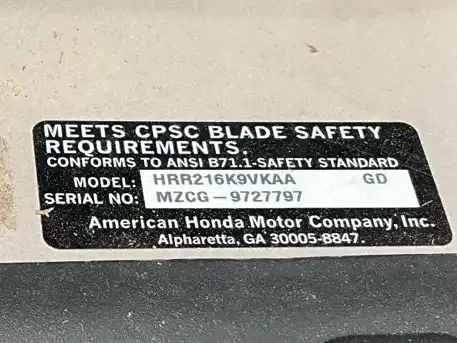 MEETS CPSC BLADE SAFETY
REQUIREMENTS.
CONFORMS TO ANSI B71.1-SAFETY STANDARD
MODEL: HRR216K9VKAA GD
SERIAL NO: MZCG-9727797
American Honda Motor Company, Inc.
Alpharetta, GA 30005-8847.